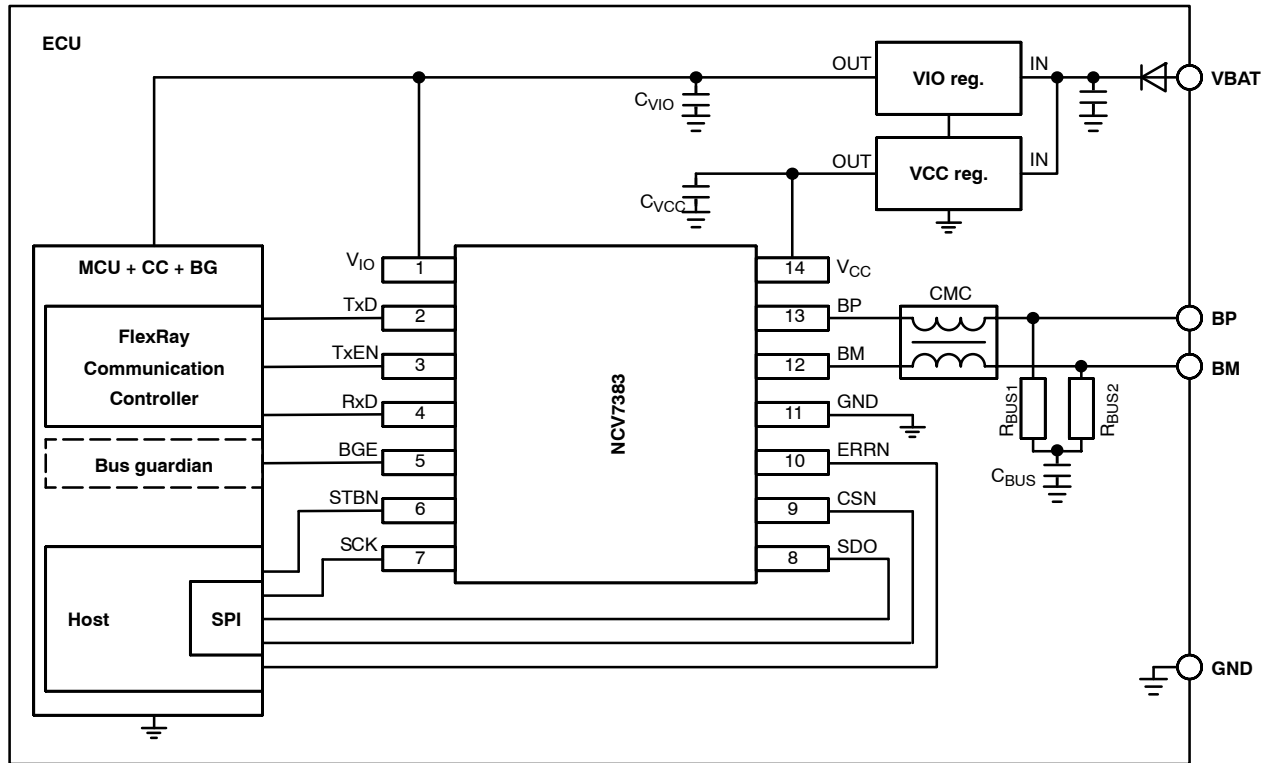 ECU
OUT
VIO reg.
IN
VBAT
CVIO
OUT
VCC reg.
IN
CVCC
MCU + CC + BG
VIO
1
14
VCC
FlexRay
Communication
Controller
TxD
2
13
BP
CMC
BP
TxEN
3
12
BM
BM
RxD
4
11
GND
NCV7383
RBUS1
RBUS2
Bus guardian
BGE
5
10
ERRN
CBUS
STBN
6
9
CSN
SCK
7
8
SDO
Host
SPI
GND